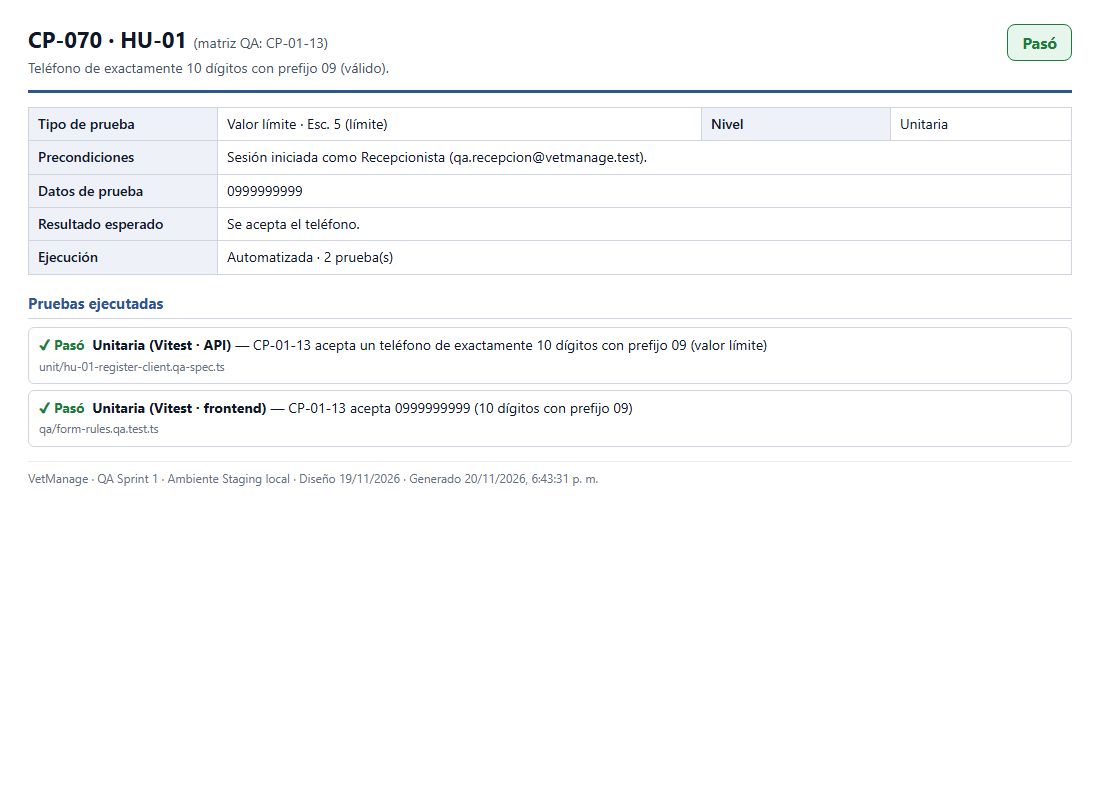 CP-070 · HU-01 (matriz QA: CP-01-13)
Pasó
Teléfono de exactamente 10 dígitos con prefijo 09 (válido).
Tipo de prueba Valor límite · Esc. 5 (límite) Nivel Unitaria
Precondiciones Sesión iniciada como Recepcionista (qa.recepcion@vetmanage.test).
Datos de prueba 0999999999
Resultado esperado Se acepta el teléfono.
Ejecución Automatizada · 2 prueba(s)
Pruebas ejecutadas
✓ Pasó Unitaria (Vitest · API) — CP-01-13 acepta un teléfono de exactamente 10 dígitos con prefijo 09 (valor límite)
unit/hu-01-register-client.qa-spec.ts
✓ Pasó Unitaria (Vitest · frontend) — CP-01-13 acepta 0999999999 (10 dígitos con prefijo 09)
qa/form-rules.qa.test.ts
VetManage · QA Sprint 1 · Ambiente Staging local · Diseño 19/11/2026 · Generado 20/11/2026, 6:43:31 p. m.